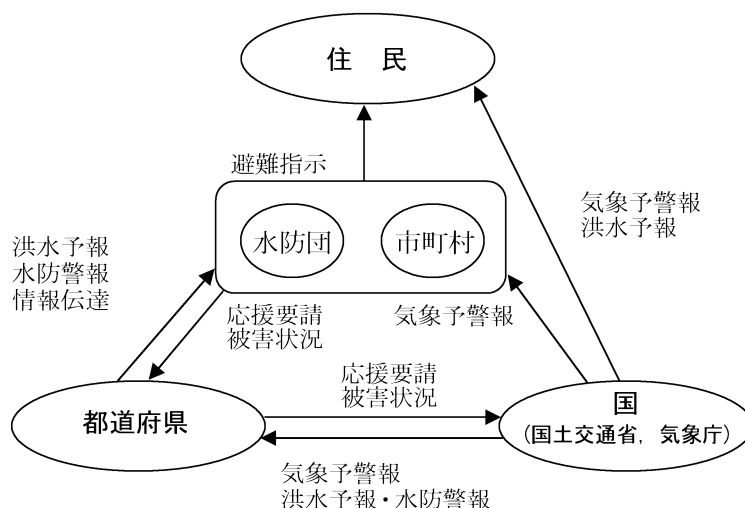 住 民
避難指示
水防団
市町村
気象予警報
洪水予報
洪水予報
水防警報
情報伝達
応援要請
被害状況
気象予警報
応援要請
被害状況
都道府県
国
(国土交通省，気象庁)
気象予警報
洪水予報・水防警報